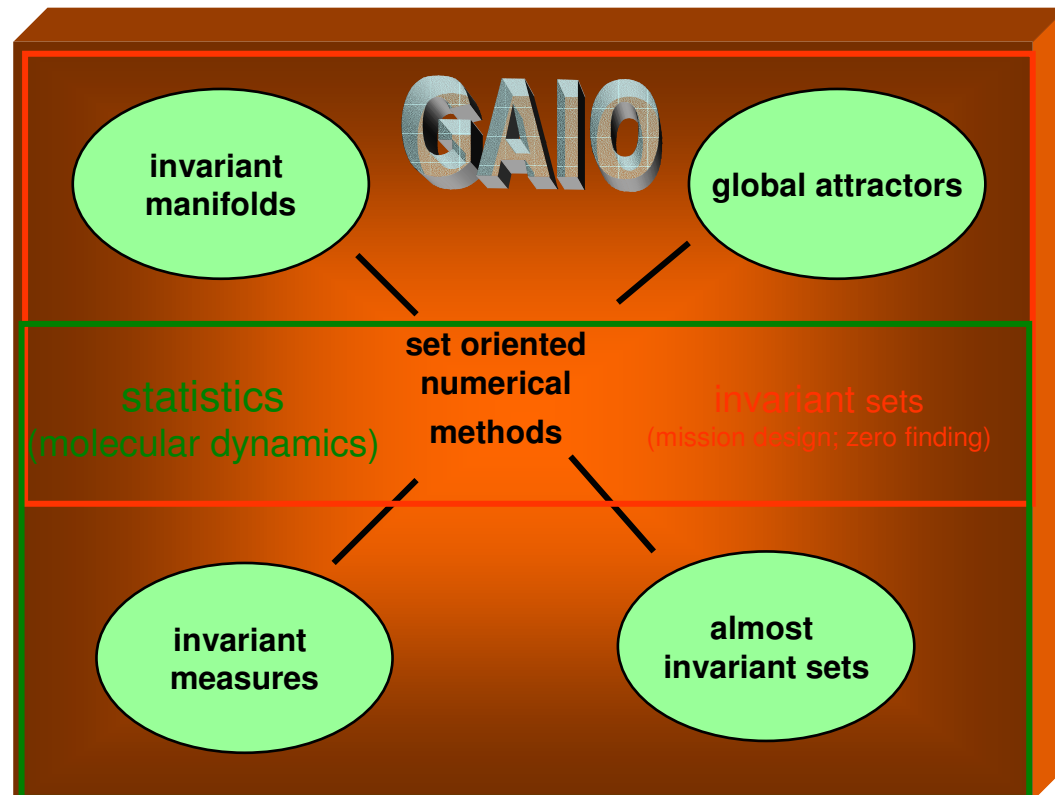 GAIO
invariant
manifolds
global attractors
set oriented
numerical
methods
statistics
(molecular dynamics)
invariant sets
(mission design; zero finding)
invariant
measures
almost
invariant sets